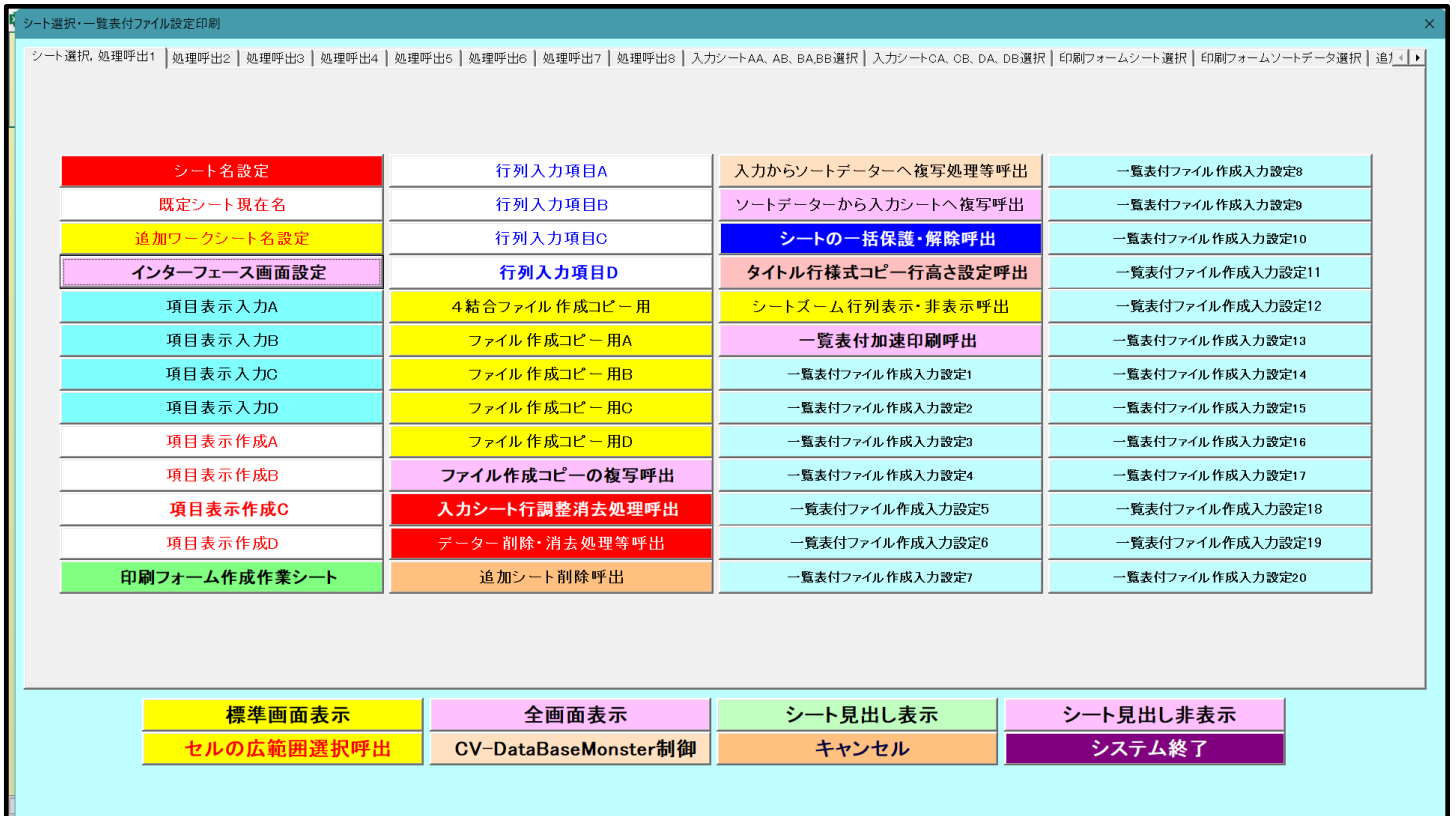 シート選択・一覧表付ファイル設定印刷
シート選択, 処理呼出1 処理呼出2 処理呼出3 処理呼出4 処理呼出5 処理呼出6 処理呼出7 処理呼出8 入力シートAA、AB、BA,BB選択 入力シートCA、CB、DA、DB選択 印刷フォームシート選択 印刷フォームソートデータ選択
シート名設定 行列入力項目A 入力からソートデーターへ複写処理等呼出 一覧表付ファイル作成入力設定8
既定シート現在名 行列入力項目B ソートデーターから入力シートへ複写呼出 一覧表付ファイル作成入力設定9
追加ワークシート名設定 行列入力項目C シートの一括保護・解除呼出 一覧表付ファイル作成入力設定10
インターフェース画面設定 行列入力項目D タイトル行様式コピー行高さ設定呼出 一覧表付ファイル作成入力設定11
項目表示入力A 4結合ファイル作成コピー用 シートズーム行列表示・非表示呼出 一覧表付ファイル作成入力設定12
項目表示入力B ファイル作成コピー用A 一覧表付加速印刷呼出 一覧表付ファイル作成入力設定13
項目表示入力C ファイル作成コピー用B 一覧表付ファイル作成入力設定1 一覧表付ファイル作成入力設定14
項目表示入力D ファイル作成コピー用C 一覧表付ファイル作成入力設定2 一覧表付ファイル作成入力設定15
項目表示作成A ファイル作成コピー用D 一覧表付ファイル作成入力設定3 一覧表付ファイル作成入力設定16
項目表示作成B ファイル作成コピーの複写呼出 一覧表付ファイル作成入力設定4 一覧表付ファイル作成入力設定17
項目表示作成C 入力シート行調整消去処理呼出 一覧表付ファイル作成入力設定5 一覧表付ファイル作成入力設定18
項目表示作成D データー削除・消去処理等呼出 一覧表付ファイル作成入力設定6 一覧表付ファイル作成入力設定19
印刷フォーム作成作業シート 追加シート削除呼出 一覧表付ファイル作成入力設定7 一覧表付ファイル作成入力設定20
標準画面表示 全画面表示 シート見出し表示 シート見出し非表示
セルの広範囲選択呼出 CV-DataBaseMonster制御 キャンセル システム終了